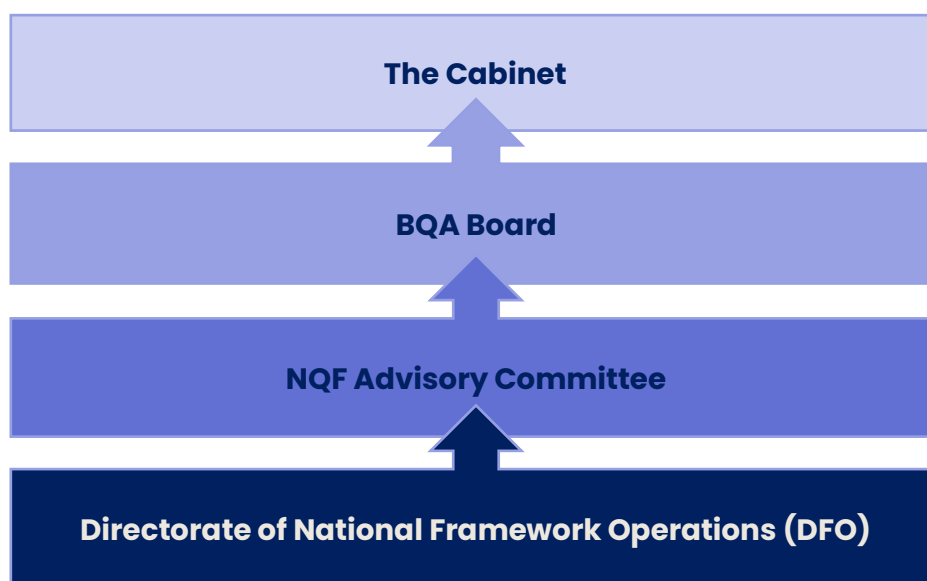 The Cabinet
BQA Board
NQF Advisory Committee
Directorate of National Framework Operations (DFO)